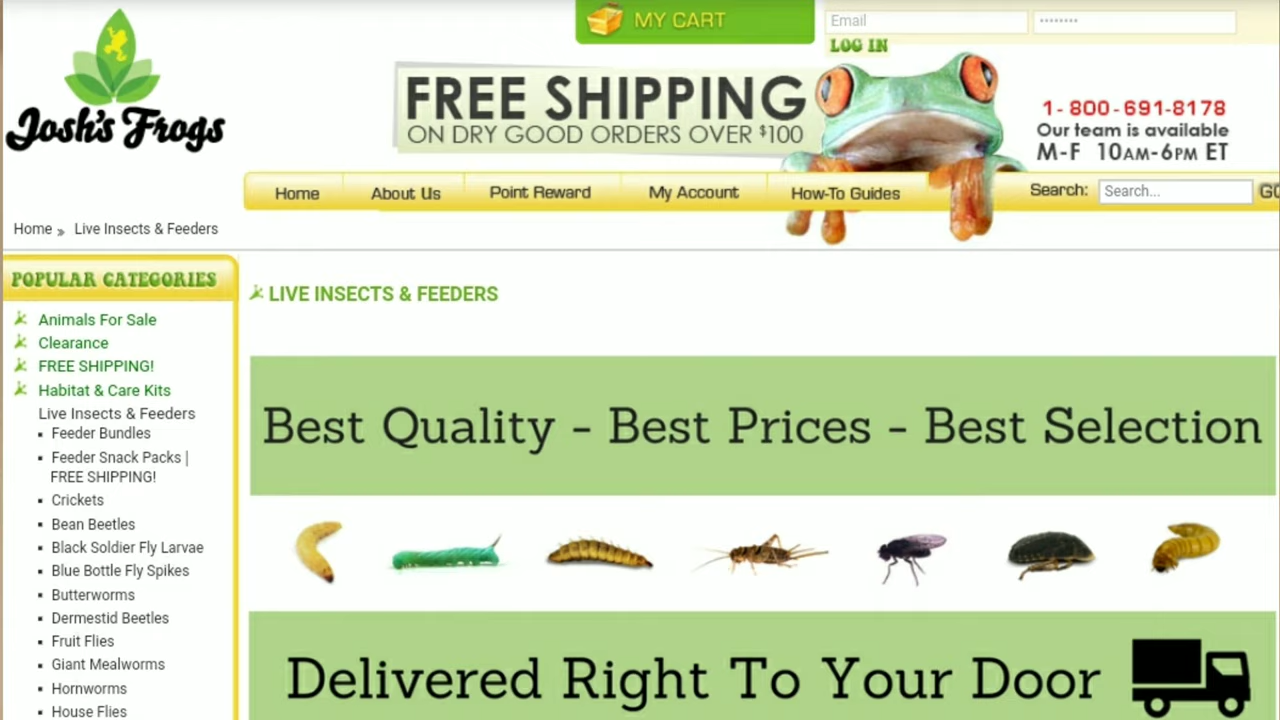 MY CART
Email
LOG IN
Josh's Frogs
FREE SHIPPING
ON DRY GOOD ORDERS OVER $100
1-800-691-8178
Our team is available
M-F 10AM-6PM ET
Home About Us Point Reward My Account How-To Guides Search: Search...
Home » Live Insects & Feeders
POPULAR CATEGORIES
LIVE INSECTS & FEEDERS
Animals For Sale
Clearance
FREE SHIPPING!
Habitat & Care Kits
Live Insects & Feeders
Feeder Bundles
Feeder Snack Packs |
FREE SHIPPING!
Crickets
Bean Beetles
Black Soldier Fly Larvae
Blue Bottle Fly Spikes
Butterworms
Dermestid Beetles
Fruit Flies
Giant Mealworms
Hornworms
House Flies
Best Quality - Best Prices - Best Selection
Delivered Right To Your Door